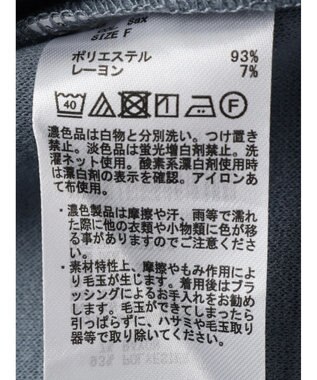 Sax
SIZE F
ポリエステル 93%
レーヨン 7%
40
F
濃色品は白物と分別洗い。つけ置き
禁止。淡色品は蛍光増白剤禁止。洗
濯ネット使用。酸素系漂白剤使用時
は漂白剤の表示を確認。アイロンあ
て布使用。
・濃色製品は摩擦や汗、雨等で濡れ
た際に他の衣類や小物類に色が移
る事がありますのでご注意くださ
い。
・素材特性上、摩擦やもみ作用によ
り毛玉が生じます。着用後はブラ
ッシングによるお手入れをお勧め
します。毛玉ができてしまったら
引っぱらずに、ハサミや毛玉取り
器等で取り除いて下さい。